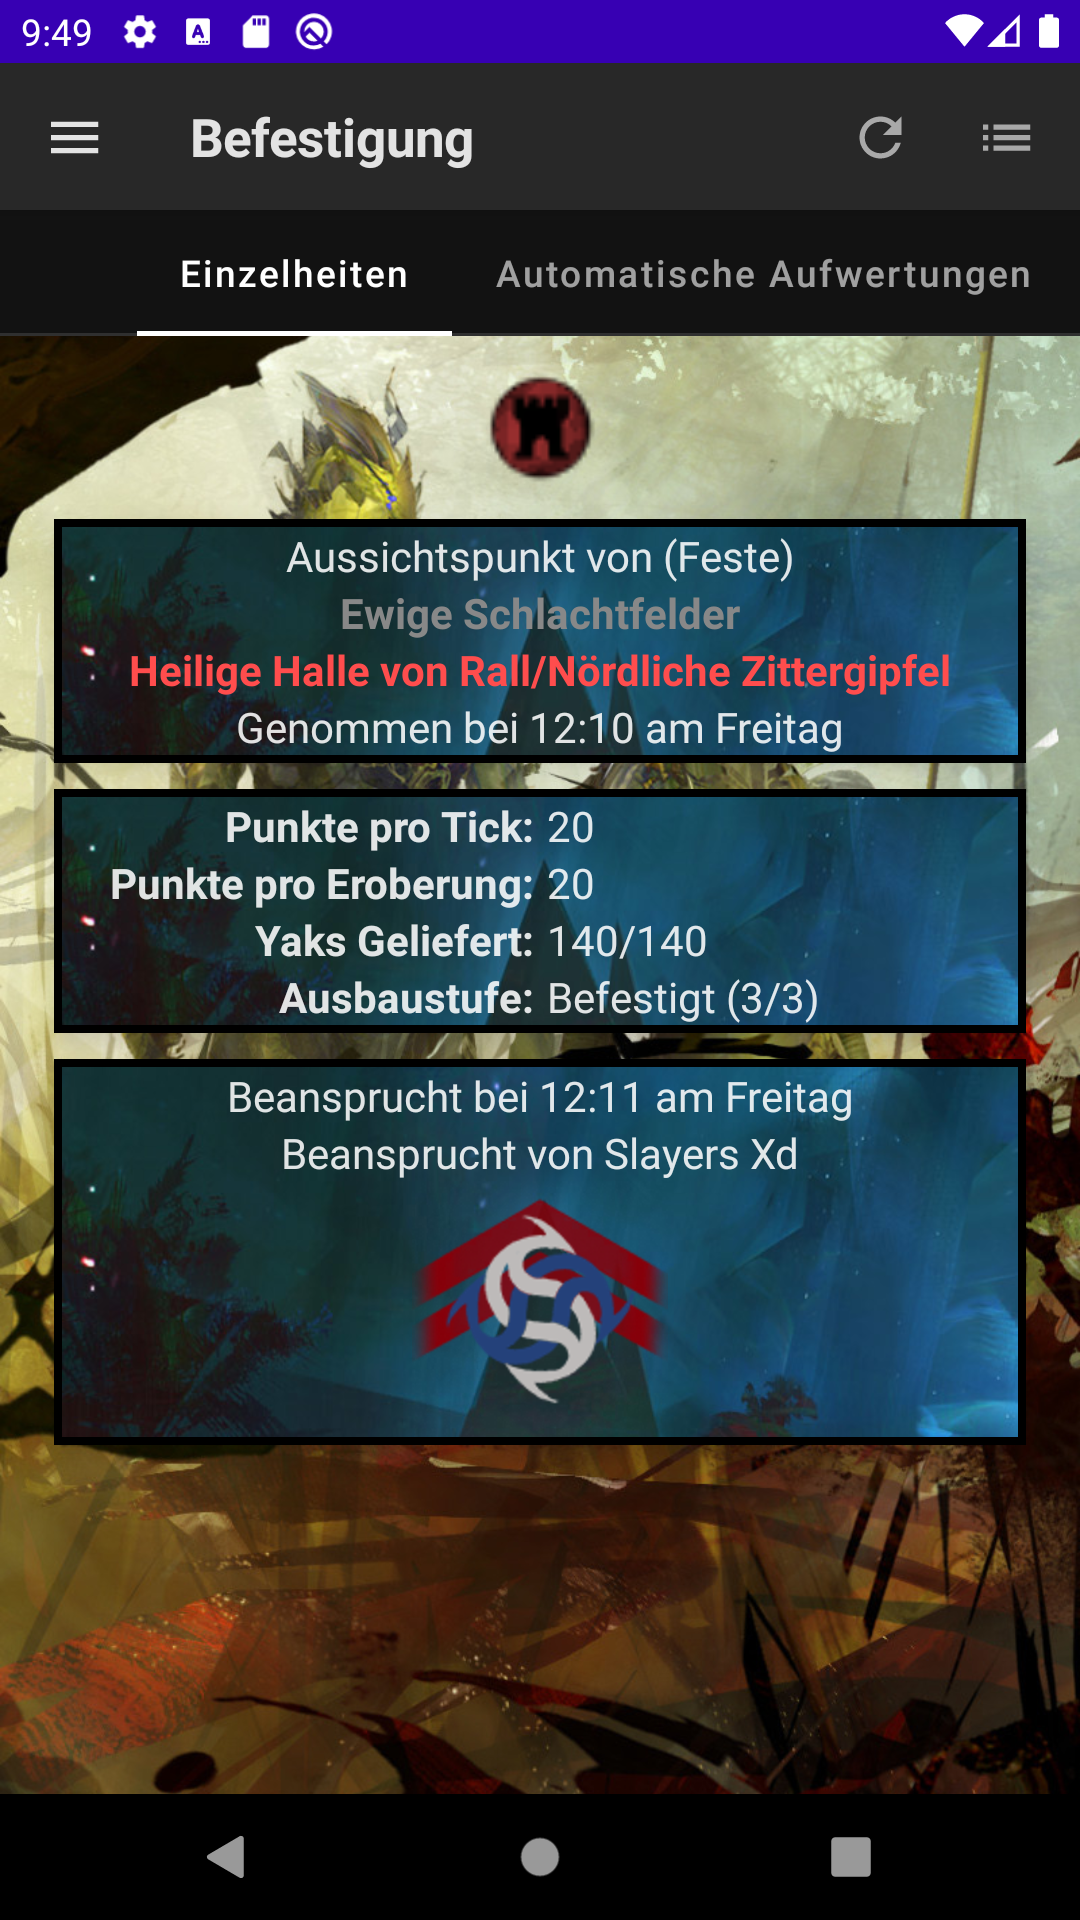 9:49
Befestigung
Einzelheiten
Automatische Aufwertungen
Aussichtspunkt von (Feste)
Ewige Schlachtfelder
Heilige Halle von Rall/Nördliche Zittergipfel
Genommen bei 12:10 am Freitag
Punkte pro Tick: 20
Punkte pro Eroberung: 20
Yaks Geliefert: 140/140
Ausbaustufe: Befestigt (3/3)
Beansprucht bei 12:11 am Freitag
Beansprucht von Slayers Xd